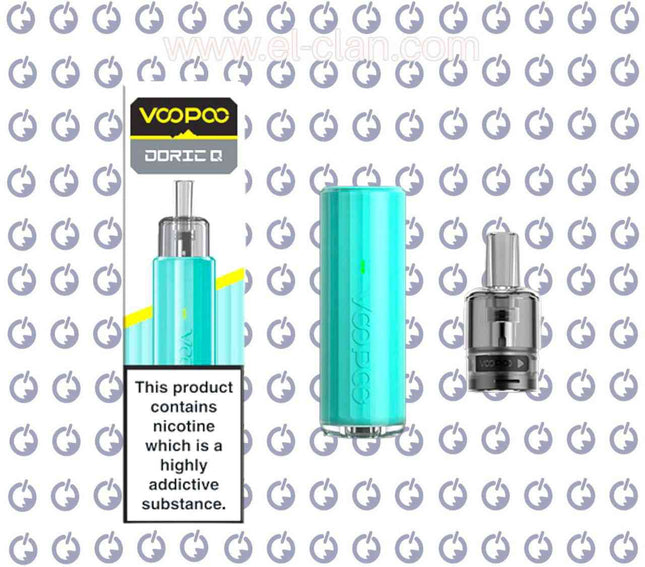 www.el-clan.com
VOOPOO
DORIC Q
VOOPOO
This product
contains
nicotine
which is a
highly
addictive
substance.
VOOPOO
VOOPOO